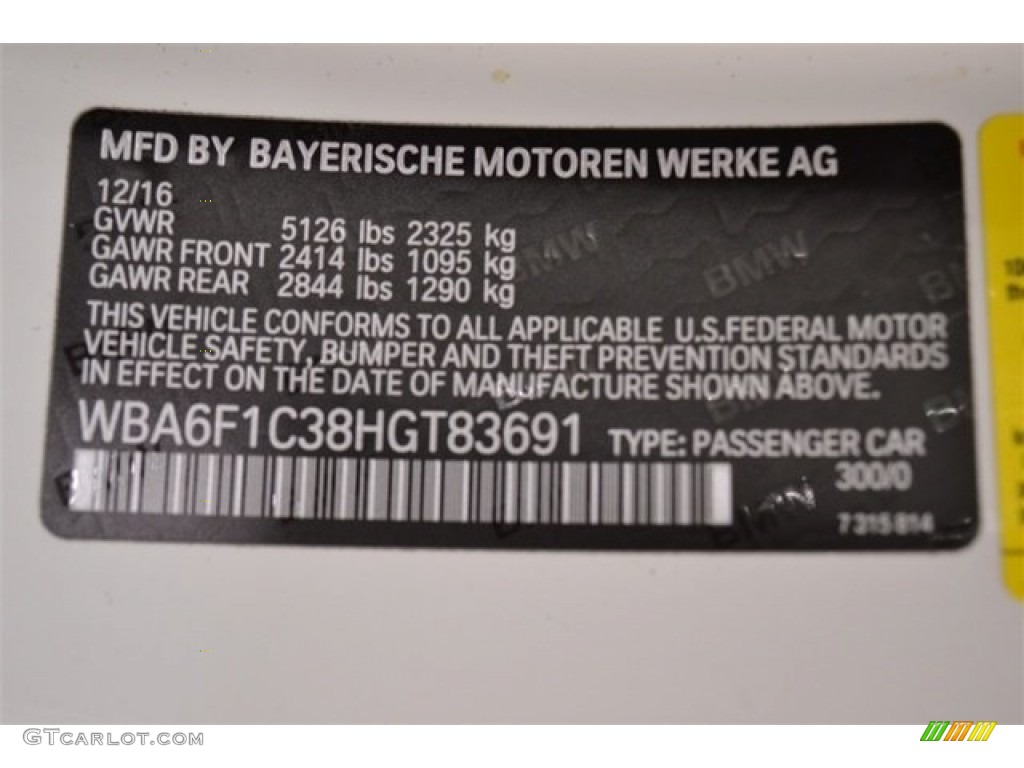 MFD BY BAYERISCHE MOTOREN WERKE AG
12/16
GVWR 5126 lbs 2325 kg
GAWR FRONT 2414 lbs 1095 kg
GAWR REAR 2844 lbs 1290 kg
THIS VEHICLE CONFORMS TO ALL APPLICABLE U.S.FEDERAL MOTOR
VEHICLE SAFETY, BUMPER AND THEFT PREVENTION STANDARDS
IN EFFECT ON THE DATE OF MANUFACTURE SHOWN ABOVE.
WBA6F1C38HGT83691 TYPE: PASSENGER CAR
300/0
7 315 814
GTCARLOT.COM